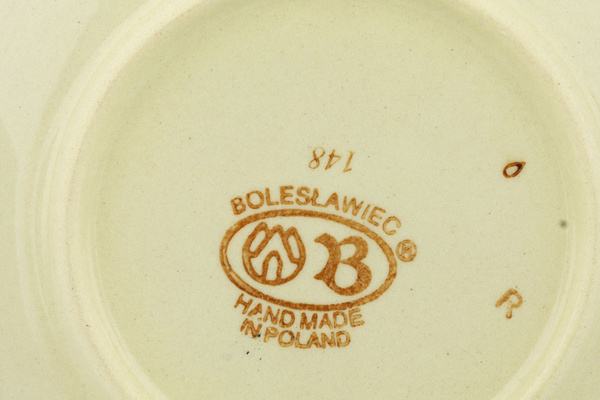 148
BOLESŁAWIEC
B ®
HAND MADE
IN POLAND
R